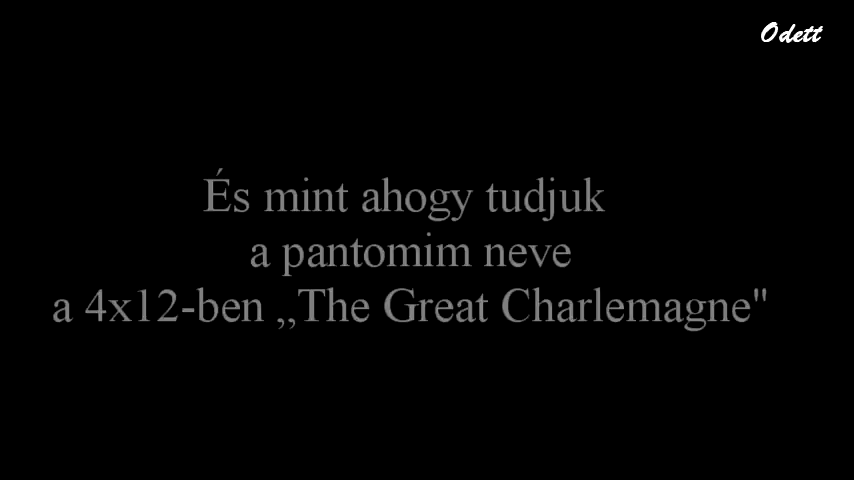 Odett
És mint ahogy tudjuk
a pantomim neve
a 4x12-ben ,,The Great Charlemagne"